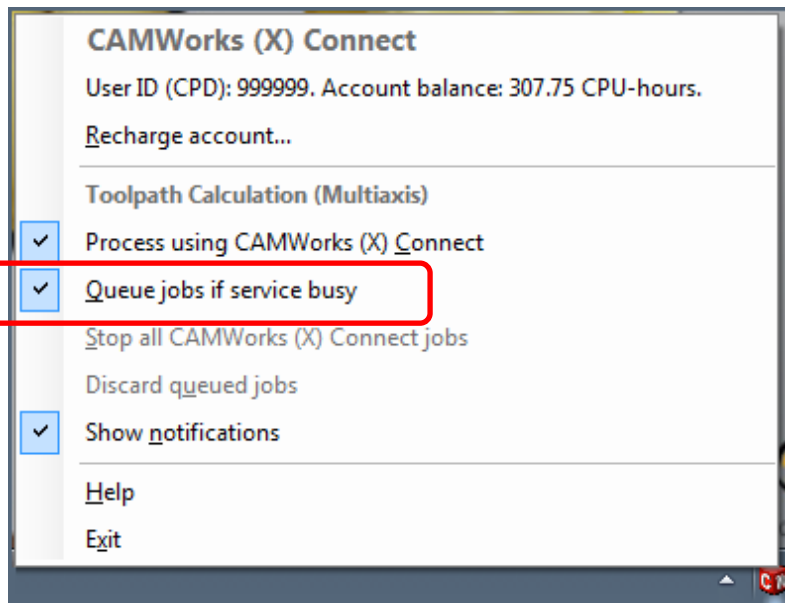 CAMWorks (X) Connect
User ID (CPD): 999999. Account balance: 307.75 CPU-hours.
Recharge account...
Toolpath Calculation (Multiaxis)
Process using CAMWorks (X) Connect
Queue jobs if service busy
Stop all CAMWorks (X) Connect jobs
Discard queued jobs
Show notifications
Help
Exit